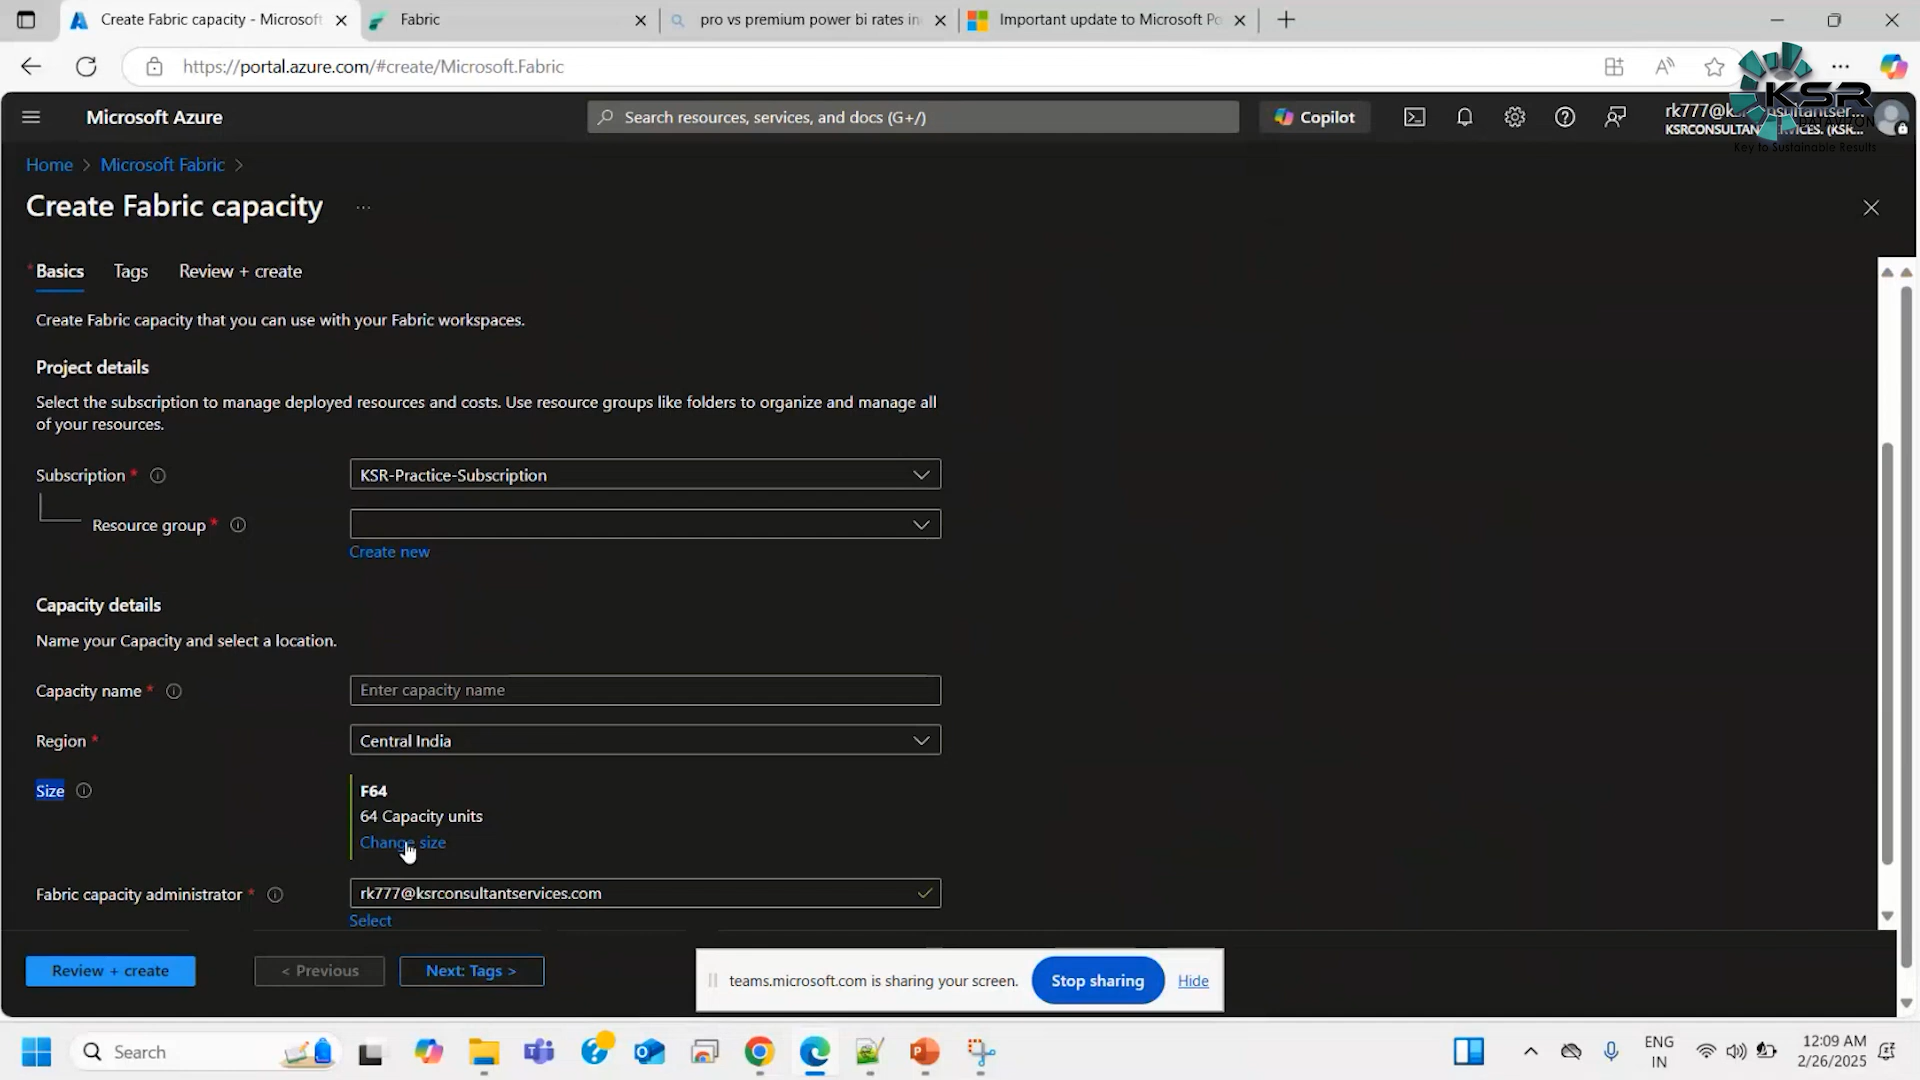 Create Fabric capacity - Microsoft
Fabric
pro vs premium power bi rates in
Important update to Microsoft Po
https://portal.azure.com/#create/Microsoft.Fabric
KSR
Key to Sustainable Results
Microsoft Azure
Search resources, services, and docs (G+/)
Copilot
Home > Microsoft Fabric >
Create Fabric capacity ...
* Basics
Tags
Review + create
Create Fabric capacity that you can use with your Fabric workspaces.
Project details
Select the subscription to manage deployed resources and costs. Use resource groups like folders to organize and manage all
of your resources.
Subscription *
KSR-Practice-Subscription
Resource group *
Create new
Capacity details
Name your Capacity and select a location.
Capacity name *
Enter capacity name
Region *
Central India
Size
F64
64 Capacity units
Change size
Fabric capacity administrator *
rk777@ksrconsultantservices.com
Select
Review + create
< Previous
Next: Tags >
teams.microsoft.com is sharing your screen.
Stop sharing
Hide
Search
ENG
IN
12:09 AM
2/26/2025